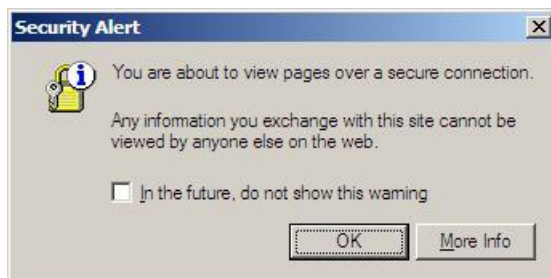 Security Alert
You are about to view pages over a secure connection.
Any information you exchange with this site cannot be
viewed by anyone else on the web.
In the future, do not show this warning
OK
More Info